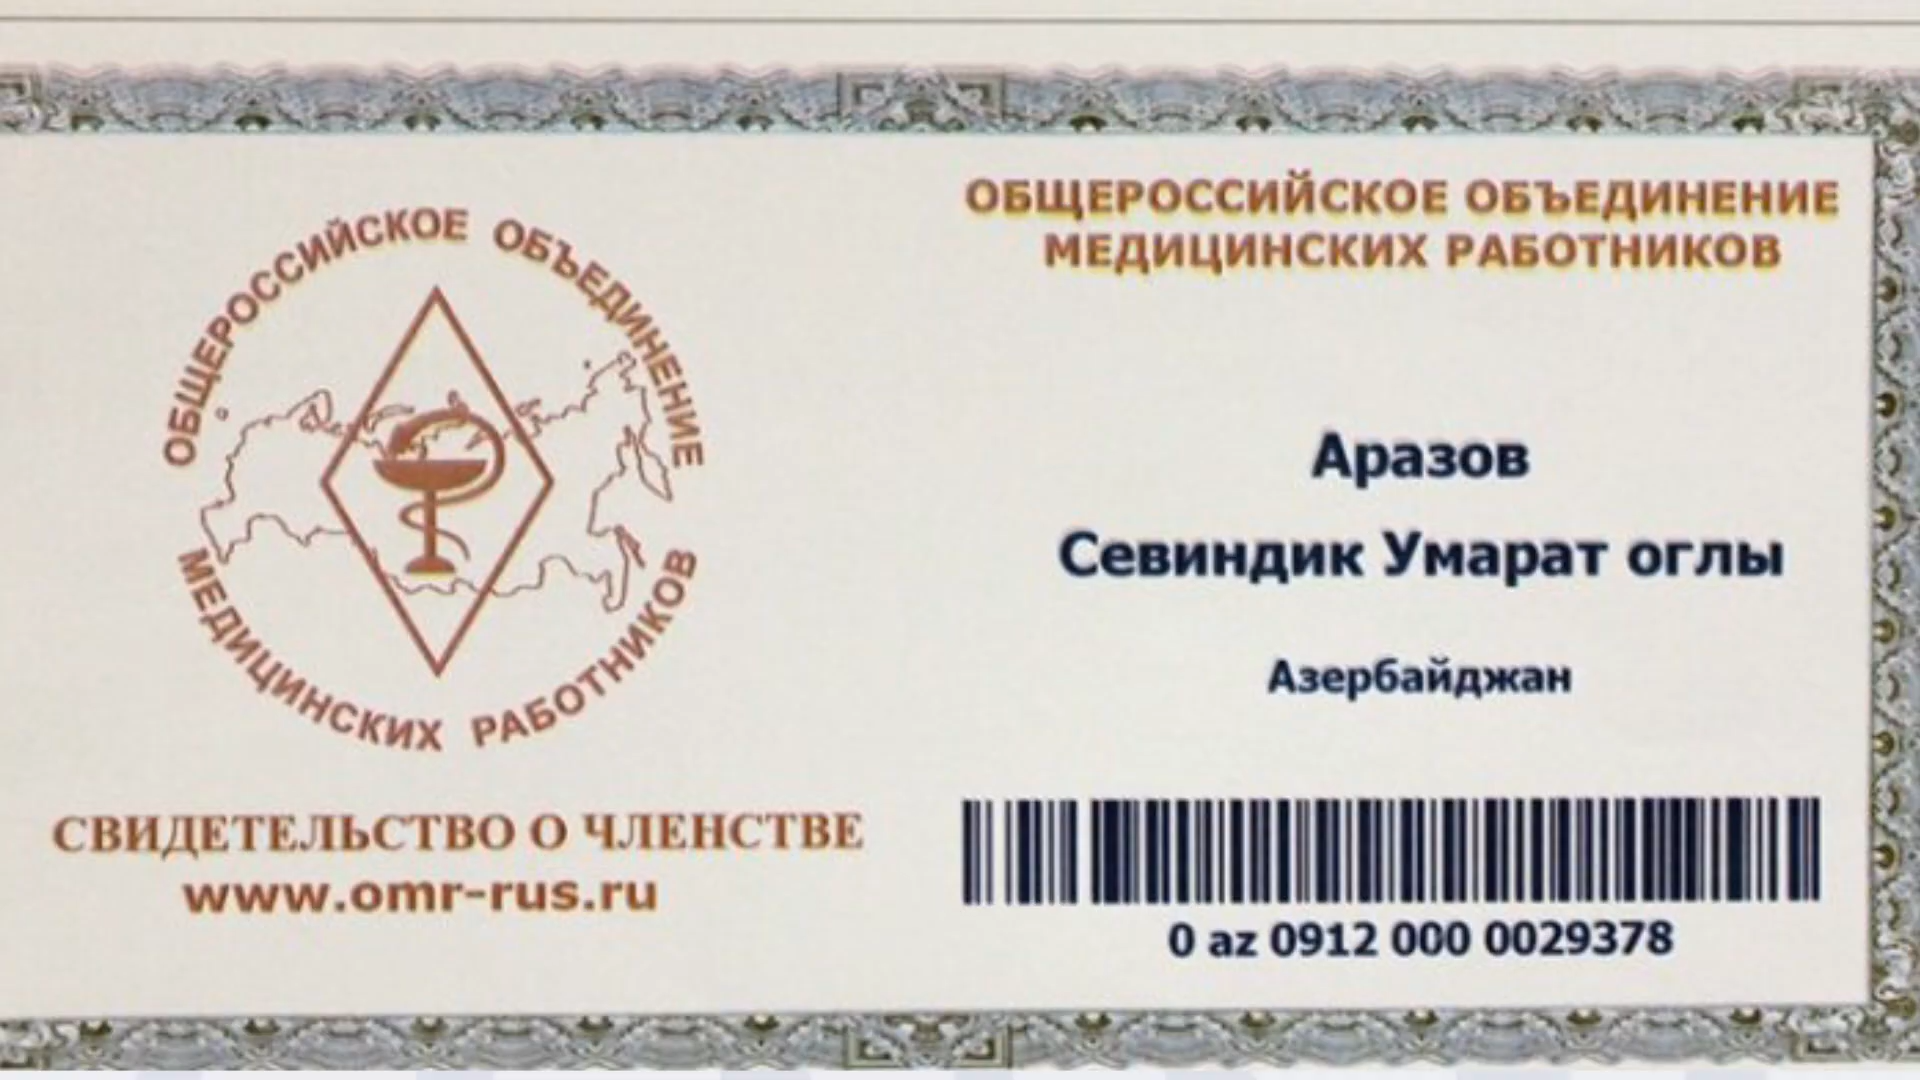 ОБЩЕРОССИЙСКОЕ ОБЪЕДИНЕНИЕ
МЕДИЦИНСКИХ РАБОТНИКОВ
СВИДЕТЕЛЬСТВО О ЧЛЕНСТВЕ
www.omr-rus.ru
ОБЩЕРОССИЙСКОЕ ОБЪЕДИНЕНИЕ
МЕДИЦИНСКИХ РАБОТНИКОВ
Аразов
Севиндик Умарат оглы
Азербайджан
0 az 0912 000 0029378